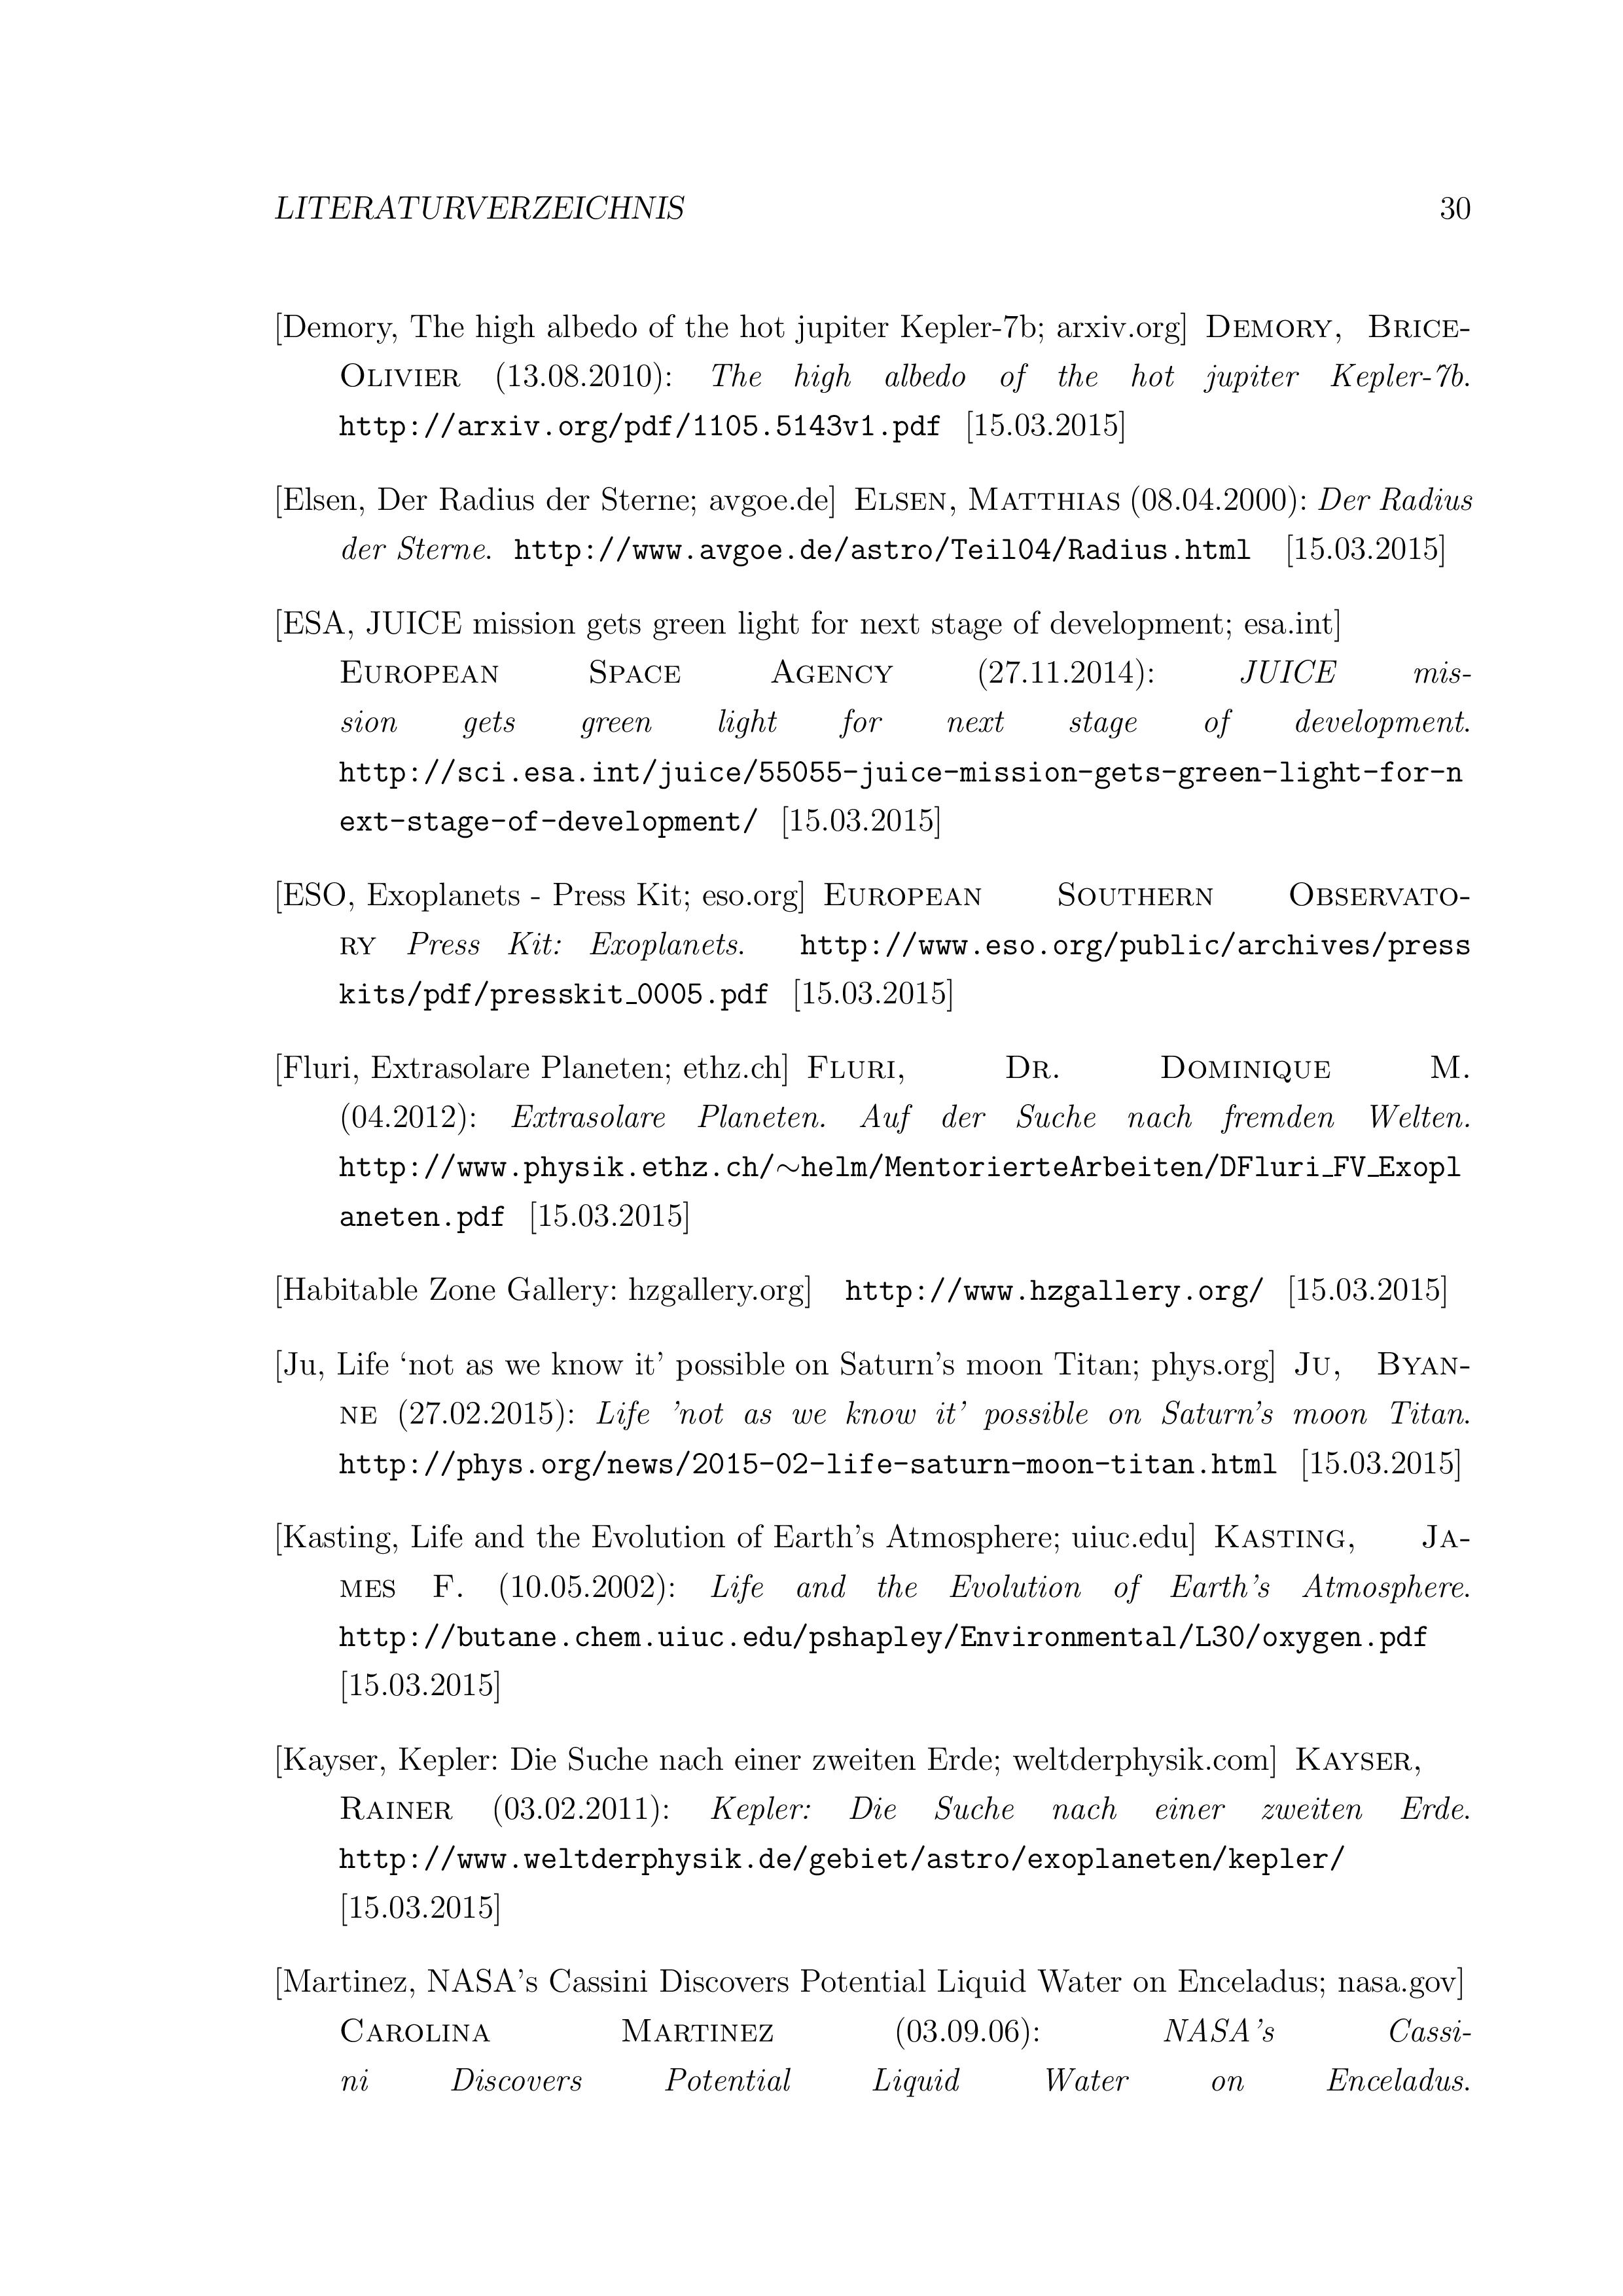 LITERATURVERZEICHNIS 30
[Demory, The high albedo of the hot jupiter Kepler-7b; arxiv.org] DEMORY, BRICE-
OLIVIER (13.08.2010): The high albedo of the hot jupiter Kepler-7b.
http://arxiv.org/pdf/1105.5143v1.pdf [15.03.2015]
[Elsen, Der Radius der Sterne; avgoe.de] ELSEN, MATTHIAS (08.04.2000): Der Radius
der Sterne. http://www.avgoe.de/astro/Teil04/Radius.html [15.03.2015]
[ESA, JUICE mission gets green light for next stage of development; esa.int]
EUROPEAN SPACE AGENCY (27.11.2014): JUICE mis-
sion gets green light for next stage of development.
http://sci.esa.int/juice/55055-juice-mission-gets-green-light-for-n
ext-stage-of-development/ [15.03.2015]
[ESO, Exoplanets - Press Kit; eso.org] EUROPEAN SOUTHERN OBSERVATO-
RY Press Kit: Exoplanets. http://www.eso.org/public/archives/press
kits/pdf/presskit_0005.pdf [15.03.2015]
[Fluri, Extrasolare Planeten; ethz.ch] FLURI, DR. DOMINIQUE M.
(04.2012): Extrasolare Planeten. Auf der Suche nach fremden Welten.
http://www.physik.ethz.ch/~helm/MentorierteArbeiten/DFluri_FV_Exopl
aneten.pdf [15.03.2015]
[Habitable Zone Gallery: hzgallery.org] http://www.hzgallery.org/ [15.03.2015]
[Ju, Life ‘not as we know it’ possible on Saturn’s moon Titan; phys.org] JU, BYAN-
NE (27.02.2015): Life ’not as we know it’ possible on Saturn’s moon Titan.
http://phys.org/news/2015-02-life-saturn-moon-titan.html [15.03.2015]
[Kasting, Life and the Evolution of Earth’s Atmosphere; uiuc.edu] KASTING, JA-
MES F. (10.05.2002): Life and the Evolution of Earth’s Atmosphere.
http://butane.chem.uiuc.edu/pshapley/Environmental/L30/oxygen.pdf
[15.03.2015]
[Kayser, Kepler: Die Suche nach einer zweiten Erde; weltderphysik.com] KAYSER,
RAINER (03.02.2011): Kepler: Die Suche nach einer zweiten Erde.
http://www.weltderphysik.de/gebiet/astro/exoplaneten/kepler/
[15.03.2015]
[Martinez, NASA’s Cassini Discovers Potential Liquid Water on Enceladus; nasa.gov]
CAROLINA MARTINEZ (03.09.06): NASA’s Cassi-
ni Discovers Potential Liquid Water on Enceladus.